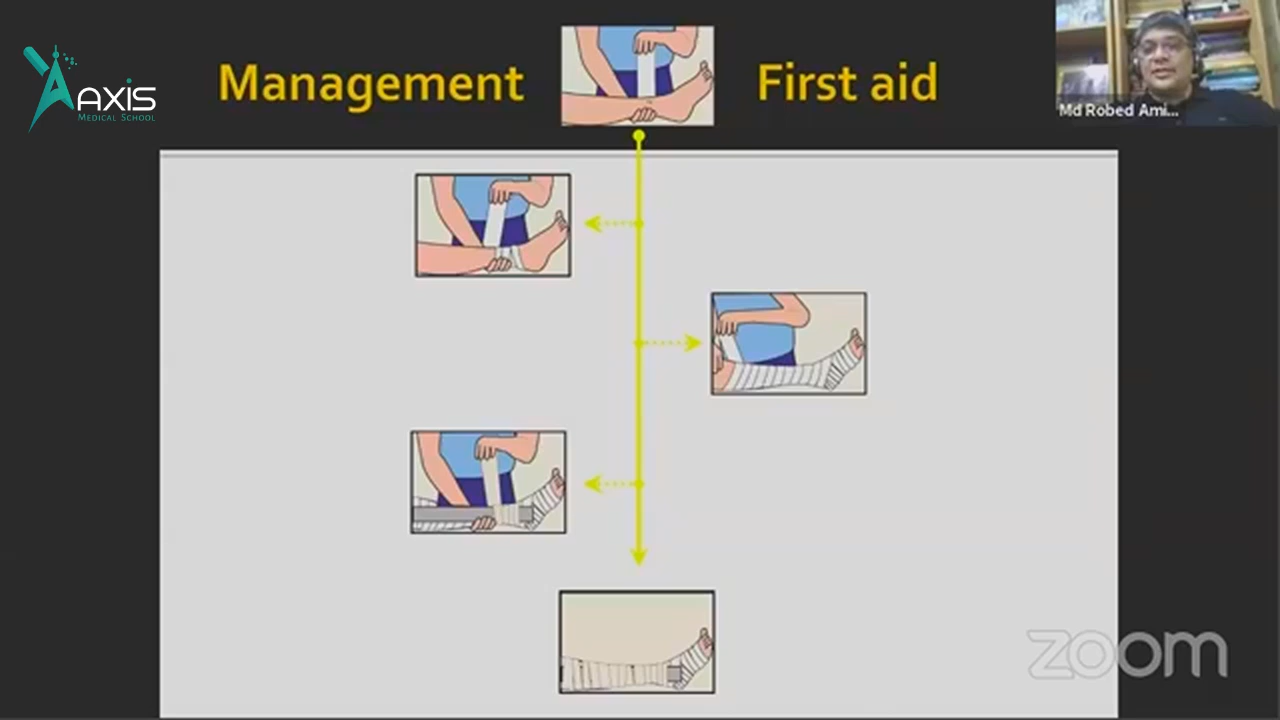 AXIS
MEDICAL SCHOOL
Management
First aid
Md Robed Ami...
zoom